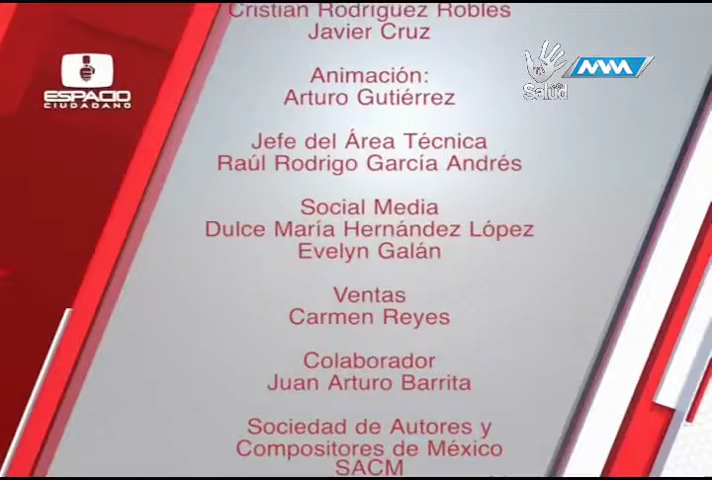 Cristian Rodríguez Robles
Javier Cruz
Animación:
Arturo Gutiérrez
Jefe del Área Técnica
Raúl Rodrigo García Andrés
Social Media
Dulce María Hernández López
Evelyn Galán
Ventas
Carmen Reyes
Colaborador
Juan Arturo Barrita
Sociedad de Autores y
Compositores de México
SACM
ESPACIO
CIUDADANO
Salud
MVM